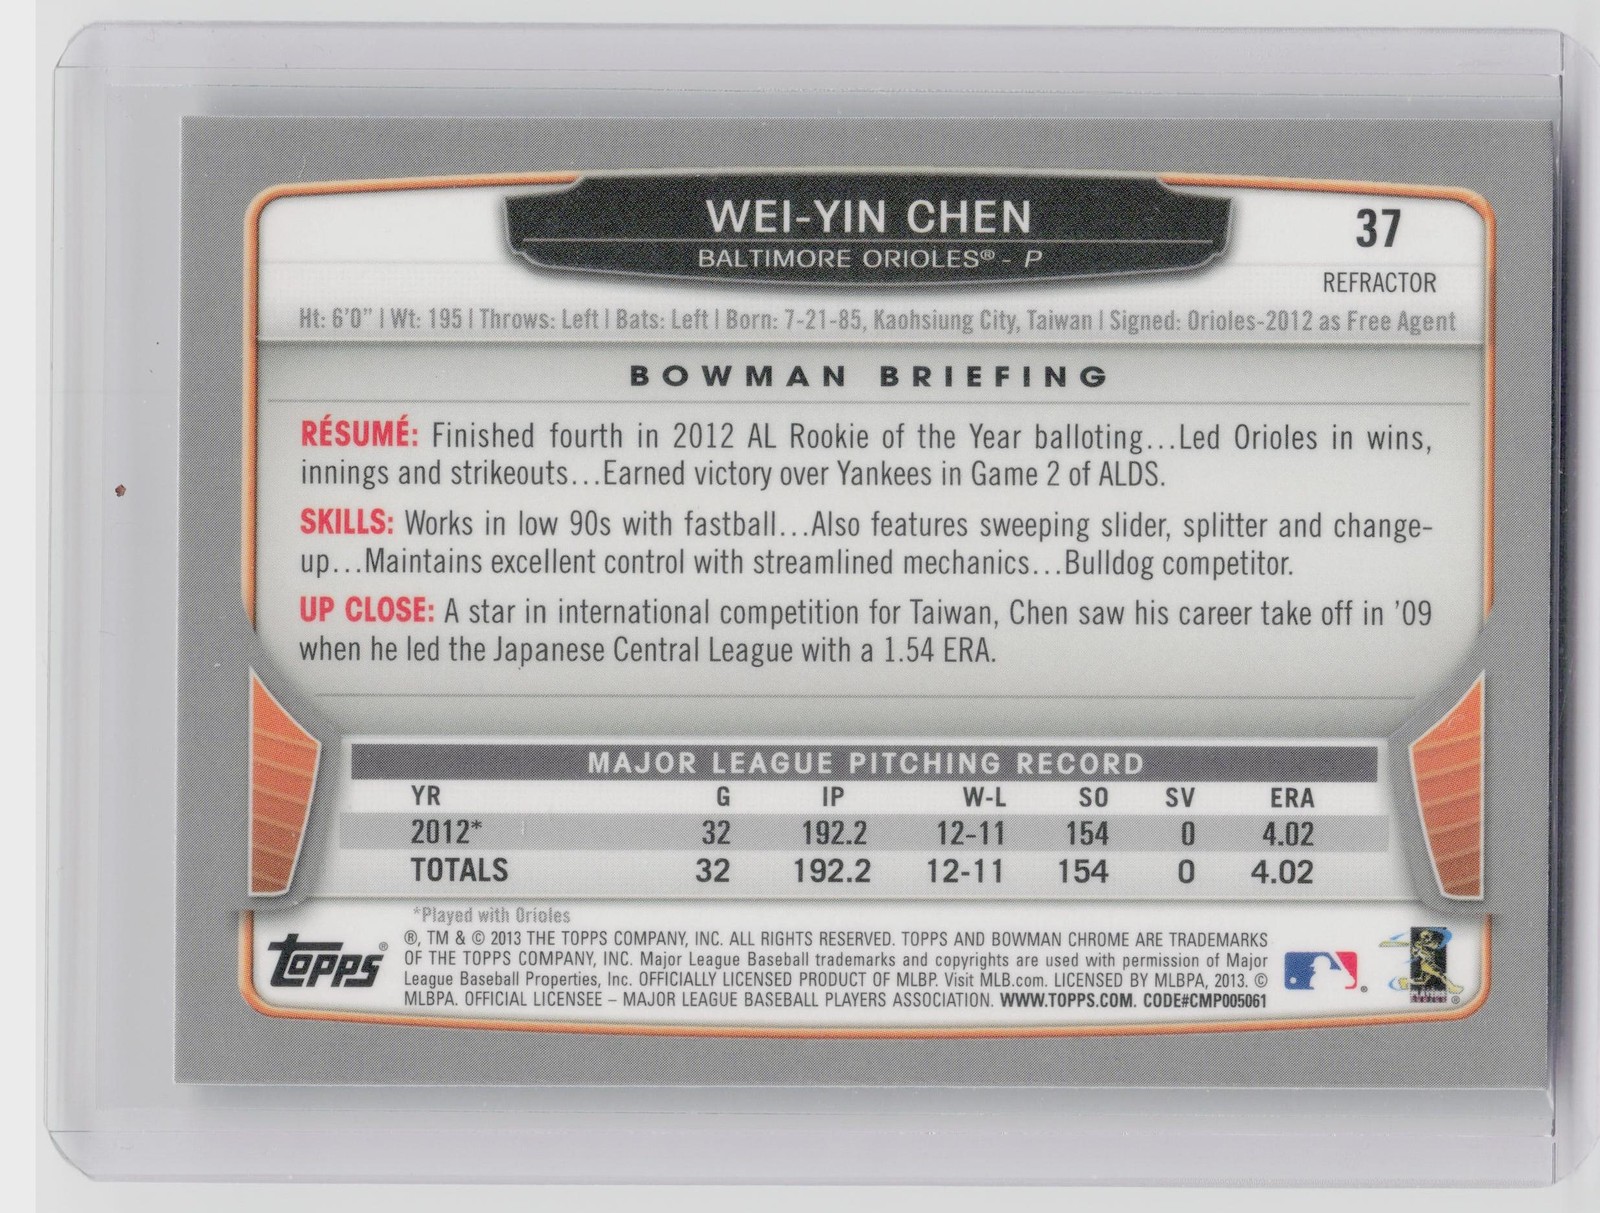 WEI-YIN CHEN
BALTIMORE ORIOLES® - P
37
REFRACTOR
Ht: 6'0" | Wt: 195 | Throws: Left | Bats: Left | Born: 7-21-85, Kaohsiung City, Taiwan | Signed: Orioles-2012 as Free Agent
BOWMAN BRIEFING
RÉSUMÉ: Finished fourth in 2012 AL Rookie of the Year balloting...Led Orioles in wins,
innings and strikeouts...Earned victory over Yankees in Game 2 of ALDS.
SKILLS: Works in low 90s with fastball...Also features sweeping slider, splitter and change-
up...Maintains excellent control with streamlined mechanics...Bulldog competitor.
UP CLOSE: A star in international competition for Taiwan, Chen saw his career take off in '09
when he led the Japanese Central League with a 1.54 ERA.
MAJOR LEAGUE PITCHING RECORD
YR G IP W-L SO SV ERA
2012* 32 192.2 12-11 154 0 4.02
TOTALS 32 192.2 12-11 154 0 4.02
*Played with Orioles
Topps®
®, TM & © 2013 THE TOPPS COMPANY, INC. ALL RIGHTS RESERVED. TOPPS AND BOWMAN CHROME ARE TRADEMARKS
OF THE TOPPS COMPANY, INC. Major League Baseball trademarks and copyrights are used with permission of Major
League Baseball Properties, Inc. OFFICIALLY LICENSED PRODUCT OF MLBP. Visit MLB.com. LICENSED BY MLBPA, 2013. ©
MLBPA. OFFICIAL LICENSEE – MAJOR LEAGUE BASEBALL PLAYERS ASSOCIATION. WWW.TOPPS.COM. CODE#CMP005061